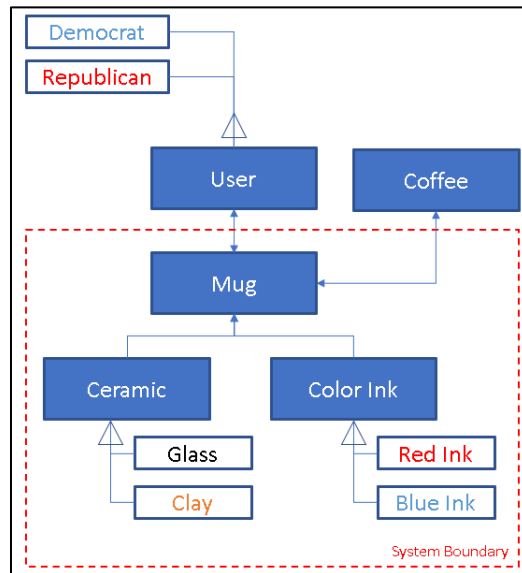 Democrat
Republican
User
Coffee
Mug
Ceramic
Color Ink
Glass
Red Ink
Clay
Blue Ink
System Boundary